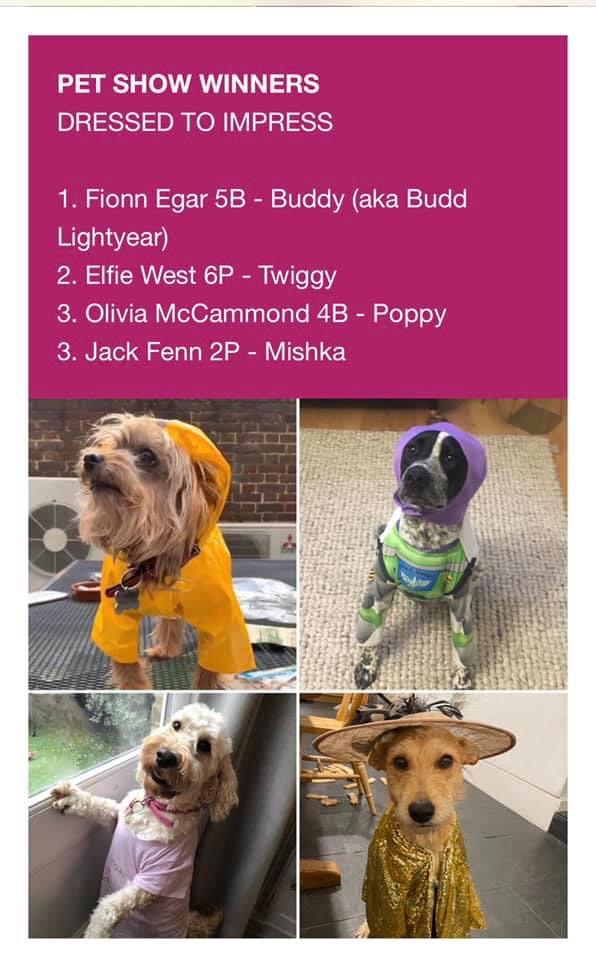 PET SHOW WINNERS
DRESSED TO IMPRESS
1. Fionn Egar 5B - Buddy (aka Budd
Lightyear)
2. Elfie West 6P - Twiggy
3. Olivia McCammond 4B - Poppy
3. Jack Fenn 2P - Mishka